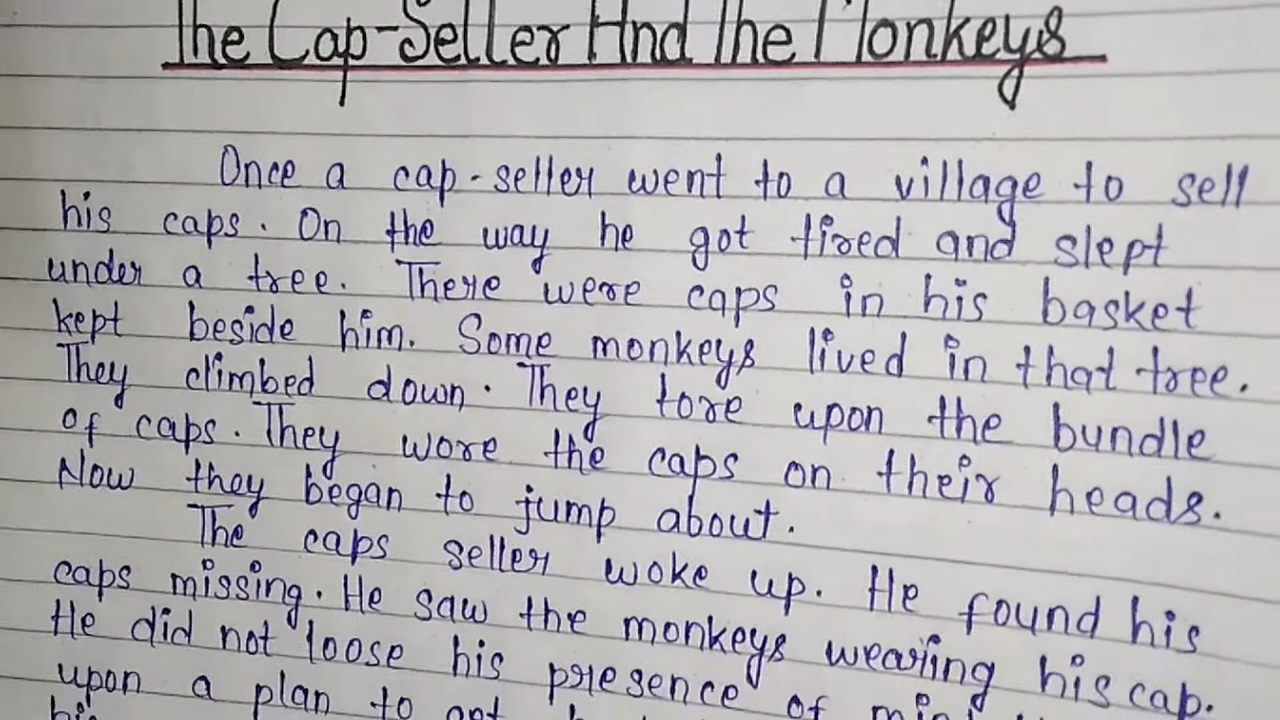 The Cap-Seller And The Monkeys
Once a cap-seller went to a village to sell
his caps. On the way he got tired and slept
under a tree. There were caps in his basket
kept beside him. Some monkeys lived in that tree.
They climbed down. They tore upon the bundle
of caps. They wore the caps on their heads.
Now they began to jump about.
The caps seller woke up. He found his
caps missing. He saw the monkeys wearing his cap.
He did not loose his presence of
upon a plan to get